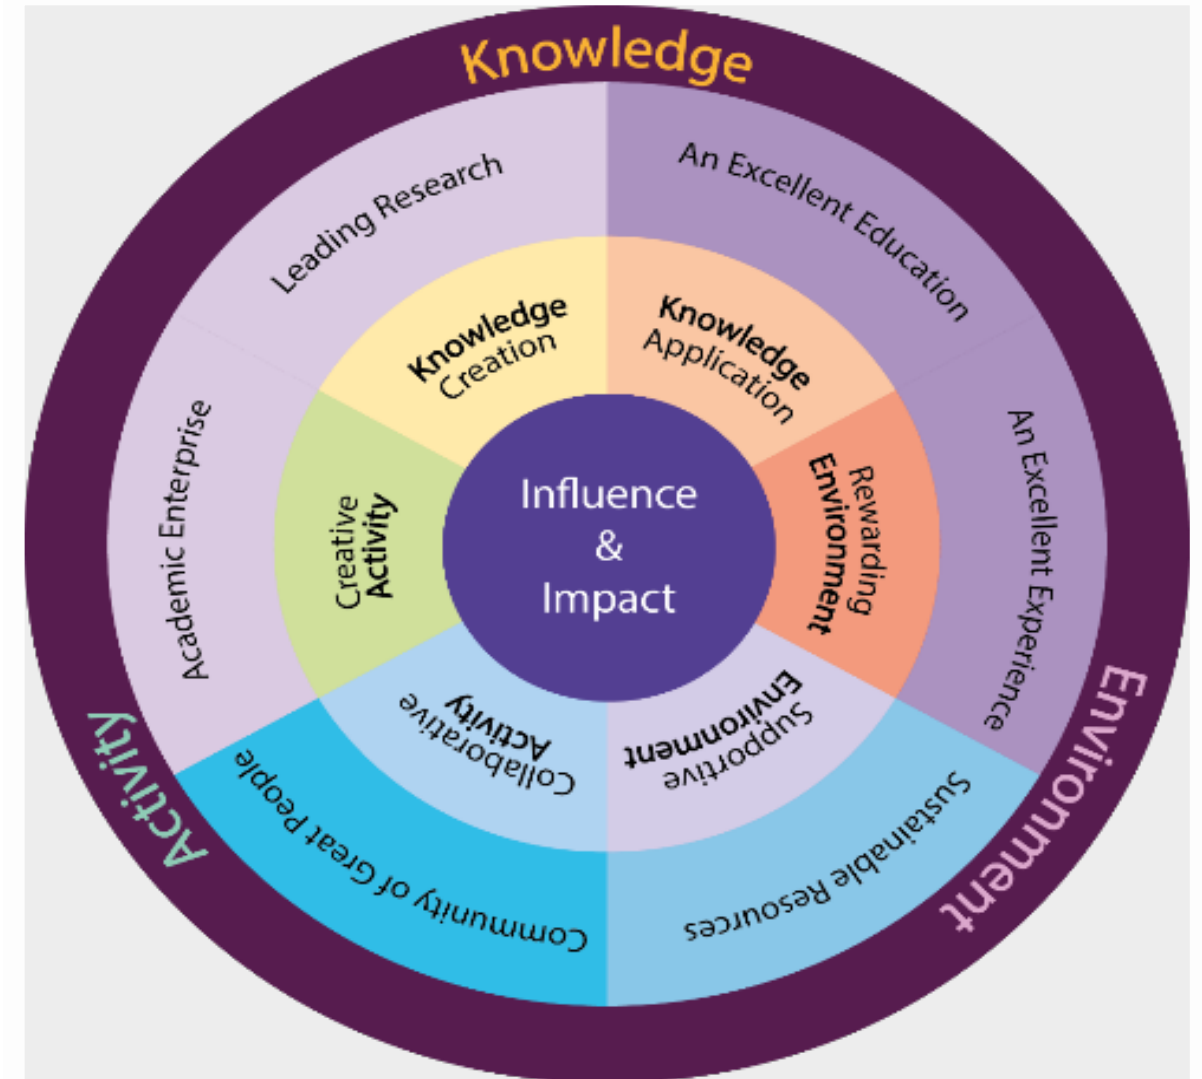 Knowledge
Leading Research
An Excellent Education
Knowledge
Creation
Knowledge
Application
Academic Enterprise
Creative
Activity
Influence
&
Impact
Rewarding
Environment
An Excellent Experience
Collaborative
Activity
Supportive
Environment
Activity
Community of Great People
Sustainable Resources
Environment